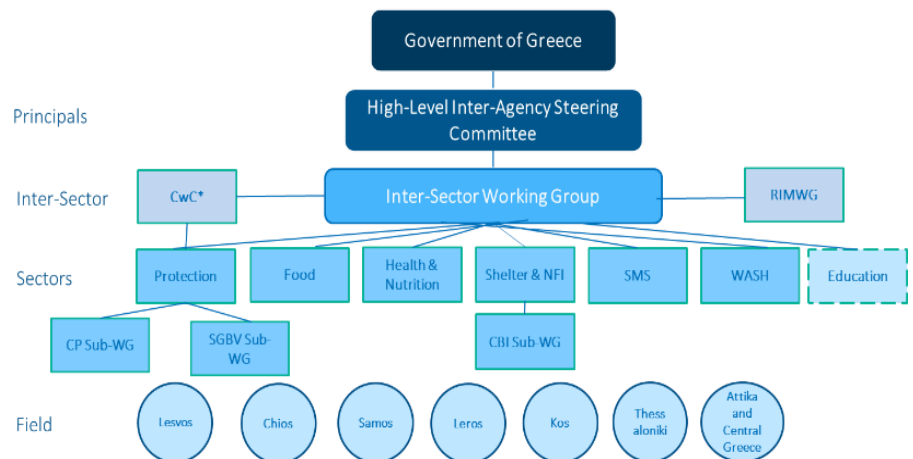 Government of Greece
Principals
High-Level Inter-Agency Steering
Committee
Inter-Sector
CwC*
Inter-Sector Working Group
RIMWG
Sectors
Protection
Food
Health &
Nutrition
Shelter & NFI
SMS
WASH
Education
CP Sub-WG
SGBV Sub-
WG
CBI Sub-WG
Field
Lesvos
Chios
Samos
Leros
Kos
Thess
aloniki
Attika
and
Central
Greece